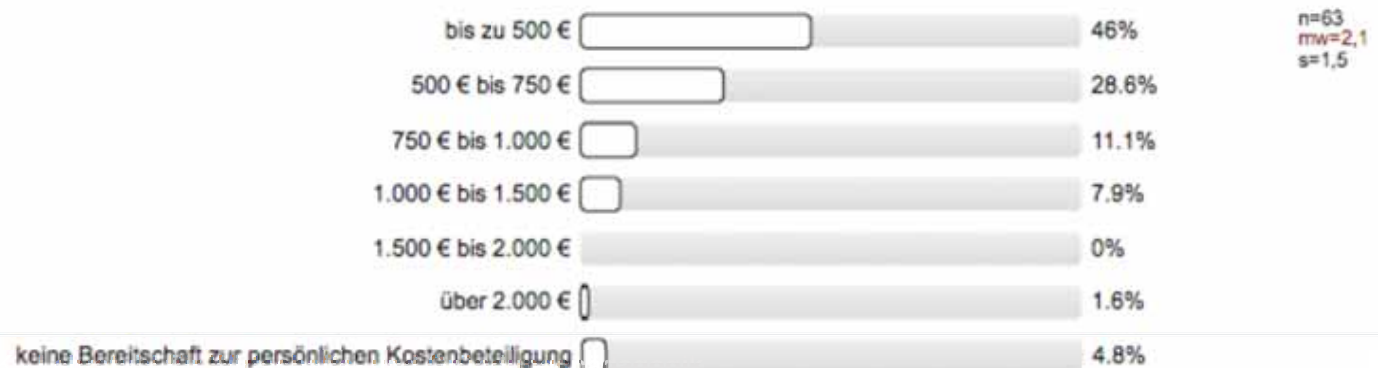 bis zu 500 € 46%
500 € bis 750 € 28.6%
750 € bis 1.000 € 11.1%
1.000 € bis 1.500 € 7.9%
1.500 € bis 2.000 € 0%
über 2.000 € 1.6%
keine Bereitschaft zur persönlichen Kostenbeteiligung 4.8%
n=63
mw=2,1
s=1,5